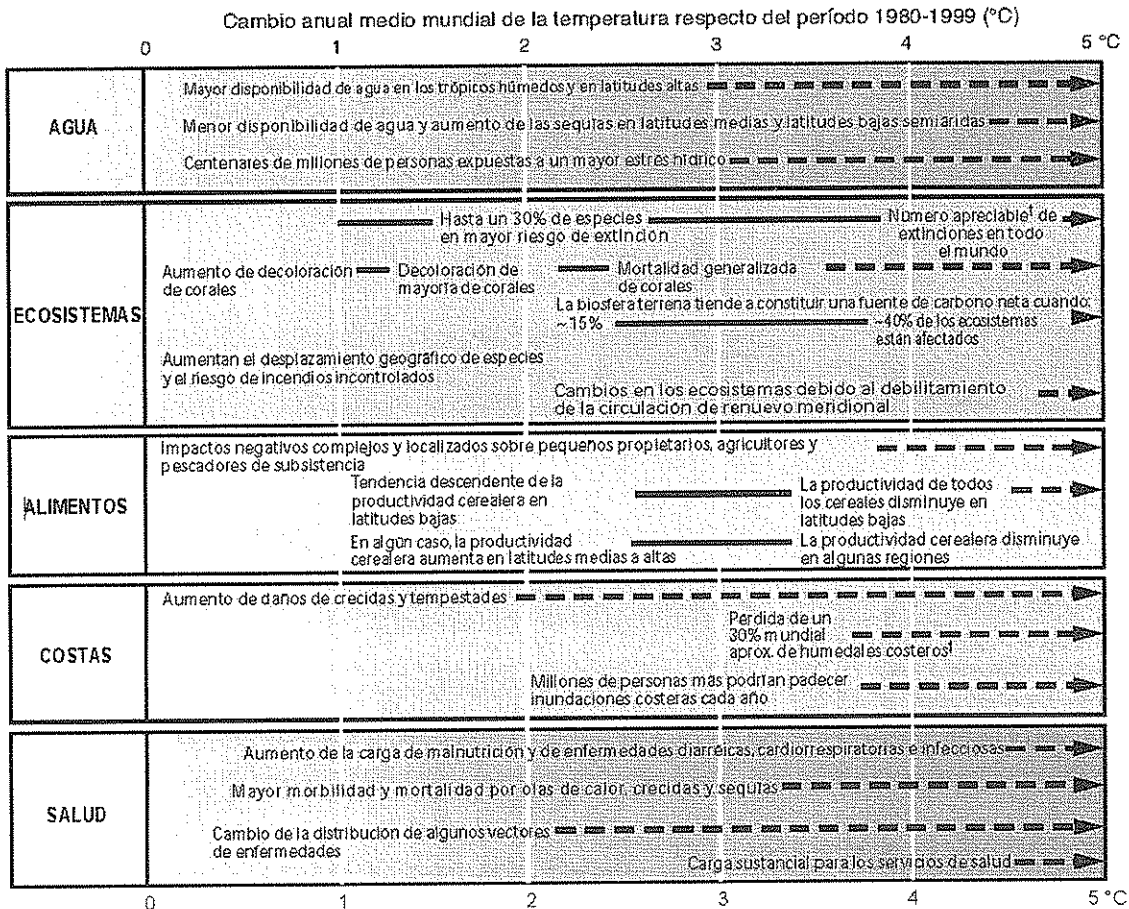 Cambio anual medio mundial de la temperatura respecto del período 1980-1999 (°C)
0 1 2 3 4 5 °C
AGUA
Mayor disponibilidad de agua en los trópicos húmedos y en latitudes altas
Menor disponibilidad de agua y aumento de las sequías en latitudes medias y latitudes bajas semiáridas
Centenares de millones de personas expuestas a un mayor estrés hídrico
ECOSISTEMAS
Hasta un 30% de especies
en mayor riesgo de extinción
Número apreciable† de
extinciones en todo
el mundo
Aumento de decoloración
de corales
Decoloración de
mayoría de corales
Mortalidad generalizada
de corales
La biosfera terrena tiende a constituir una fuente de carbono neta cuando:
~15%
~40% de los ecosistemas
están afectados
Aumentan el desplazamiento geográfico de especies
y el riesgo de incendios incontrolados
Cambios en los ecosistemas debido al debilitamiento
de la circulación de renuevo meridional
ALIMENTOS
Impactos negativos complejos y localizados sobre pequeños propietarios, agricultores y
pescadores de subsistencia
Tendencia descendente de la
productividad cerealera en
latitudes bajas
La productividad de todos
los cereales disminuye en
latitudes bajas
En algún caso, la productividad
cerealera aumenta en latitudes medias a altas
La productividad cerealera disminuye
en algunas regiones
COSTAS
Aumento de daños de crecidas y tempestades
Perdida de un
30% mundial
aprox. de humedales costeros‡
Millones de personas más podrían padecer
inundaciones costeras cada año
SALUD
Aumento de la carga de malnutrición y de enfermedades diarreicas, cardiorrespiratorias e infecciosas
Mayor morbilidad y mortalidad por olas de calor, crecidas y sequías
Cambio de la distribución de algunos vectores
de enfermedades
Carga sustancial para los servicios de salud
0 1 2 3 4 5 °C